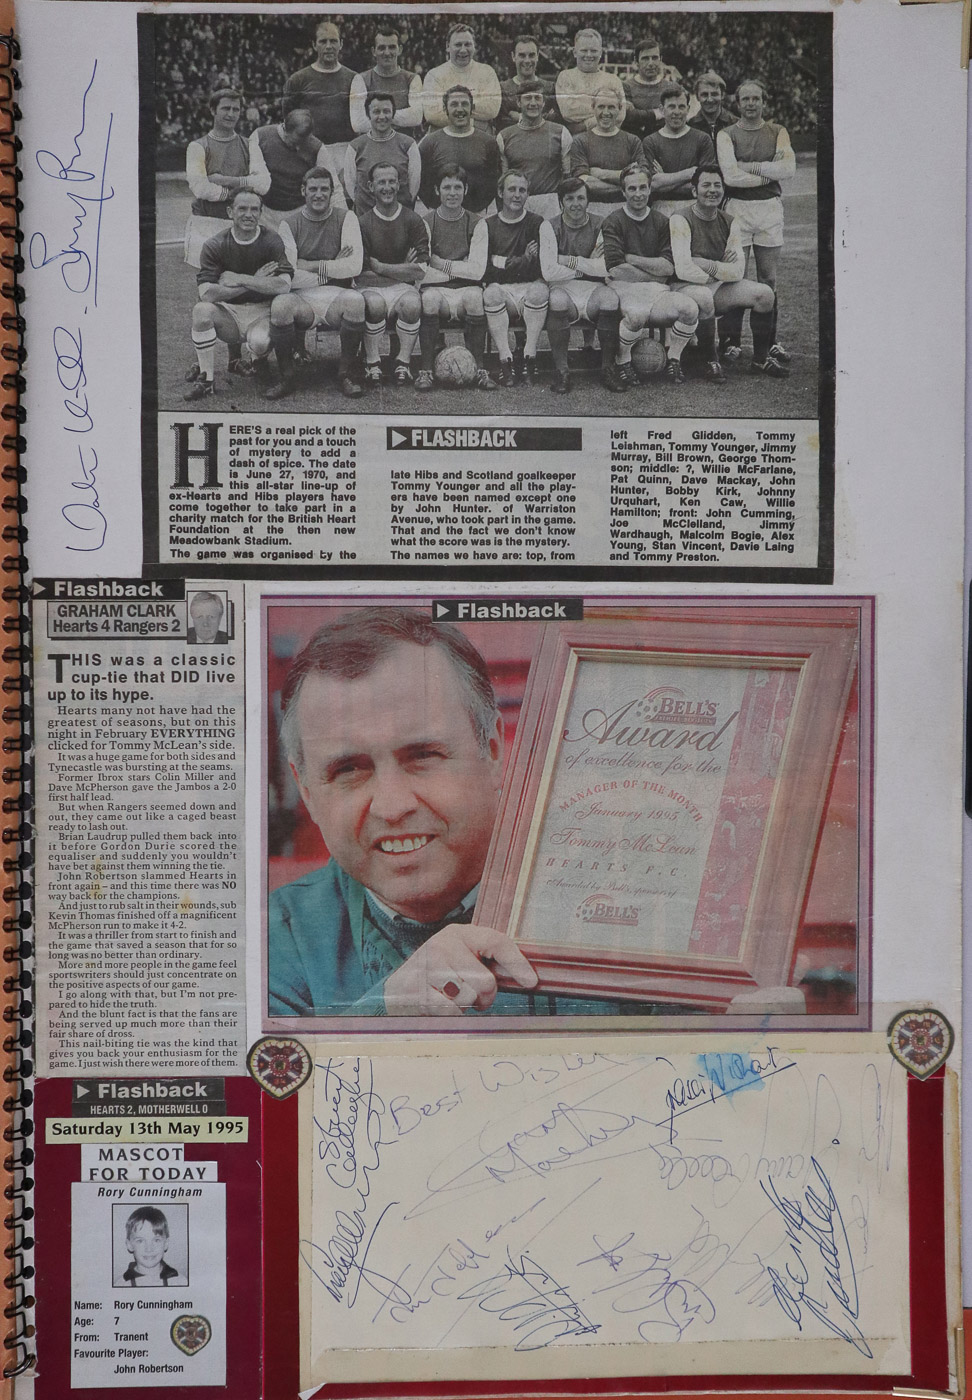 HERE'S a real pick of the
past for you and a touch
of mystery to add a
dash of spice. The date
is June 27, 1970, and
this all-star line-up of
ex-Hearts and Hibs players have
come together to take part in a
charity match for the British Heart
Foundation at the then new
Meadowbank Stadium.
The game was organised by the
FLASHBACK
late Hibs and Scotland goalkeeper
Tommy Younger and all the play-
ers have been named except one
by John Hunter. of Warriston
Avenue, who took part in the game.
That and the fact we don't know
what the score was is the mystery.
The names we have are: top, from
left Fred Glidden, Tommy
Leishman, Tommy Younger, Jimmy
Murray, Bill Brown, George Thom-
son; middle: ?, Willie McFarlane,
Pat Quinn, Dave Mackay, John
Hunter, Bobby Kirk, Johnny
Urquhart, Ken Caw, Willie
Hamilton; front: John Cumming,
Joe McClelland, Jimmy
Wardhaugh, Malcolm Bogie, Alex
Young, Stan Vincent, Davie Laing
and Tommy Preston.
Flashback
GRAHAM CLARK
Hearts 4 Rangers 2
THIS was a classic
cup-tie that DID live
up to its hype.
Hearts many not have had the
greatest of seasons, but on this
night in February EVERYTHING
clicked for Tommy McLean's side.
It was a huge game for both sides and
Tynecastle was bursting at the seams.
Former Ibrox stars Colin Miller and
Dave McPherson gave the Jambos a 2-0
first half lead.
But when Rangers seemed down and
out, they came out like a caged beast
ready to lash out.
Brian Laudrup pulled them back into
it before Gordon Durie scored the
equaliser and suddenly you wouldn't
have bet against them winning the tie.
John Robertson slammed Hearts in
front again – and this time there was NO
way back for the champions.
And just to rub salt in their wounds, sub
Kevin Thomas finished off a magnificent
McPherson run to make it 4-2.
It was a thriller from start to finish and
the game that saved a season that for so
long was no better than ordinary.
More and more people in the game feel
sportswriters should just concentrate on
the positive aspects of our game.
I go along with that, but I'm not pre-
pared to hide the truth.
And the blunt fact is that the fans are
being served up much more than their
fair share of dross.
This nail-biting tie was the kind that
gives you back your enthusiasm for the
game. I just wish there were more of them.
Flashback
BELL'S
Award
of excellence for the
MANAGER OF THE MONTH
January 1995
Tommy McLean
HEARTS F.C.
BELL'S
Flashback
HEARTS 2, MOTHERWELL 0
Saturday 13th May 1995
MASCOT
FOR TODAY
Rory Cunningham
Name: Rory Cunningham
Age: 7
From: Tranent
Favourite Player:
John Robertson
Best Wishes